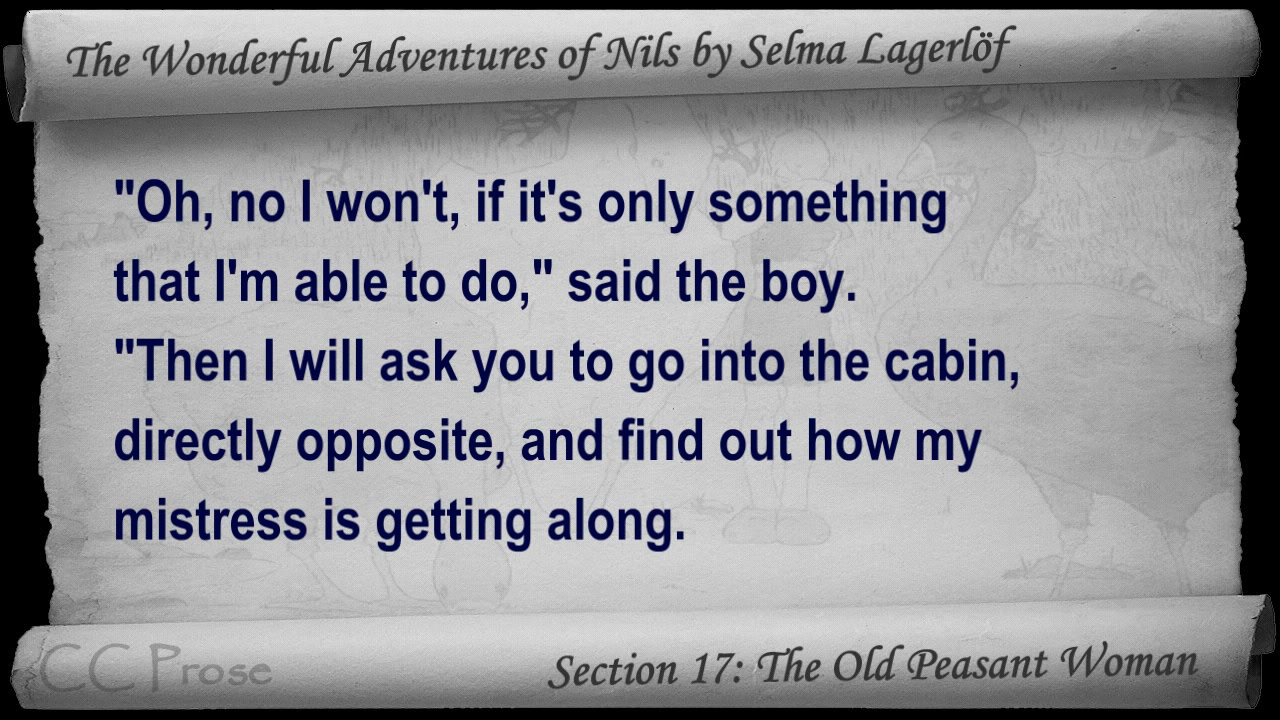 The Wonderful Adventures of Nils by Selma Lagerlöf
"Oh, no I won't, if it's only something
that I'm able to do," said the boy.
"Then I will ask you to go into the cabin,
directly opposite, and find out how my
mistress is getting along.
CC Prose
Section 17: The Old Peasant Woman